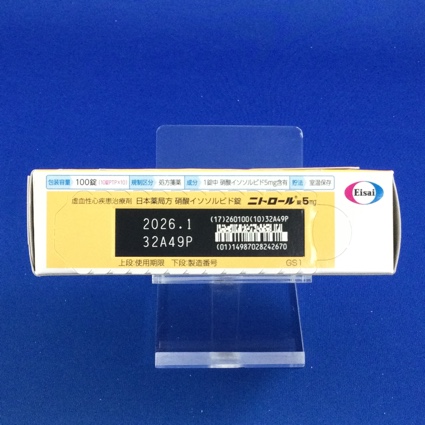 包装容量 100錠 規制区分 処方箋薬 成分 1錠中 硝酸イソソルビド5mg含有 貯法 室温保存
Eisai
虚血性心疾患治療剤 日本薬局方 硝酸イソソルビド錠 ニトロール®錠5mg
2026.1
32A49P
(17)260100(10)32A49P
(01)14987028242670
上段:使用期限 下段:製造番号 GS1